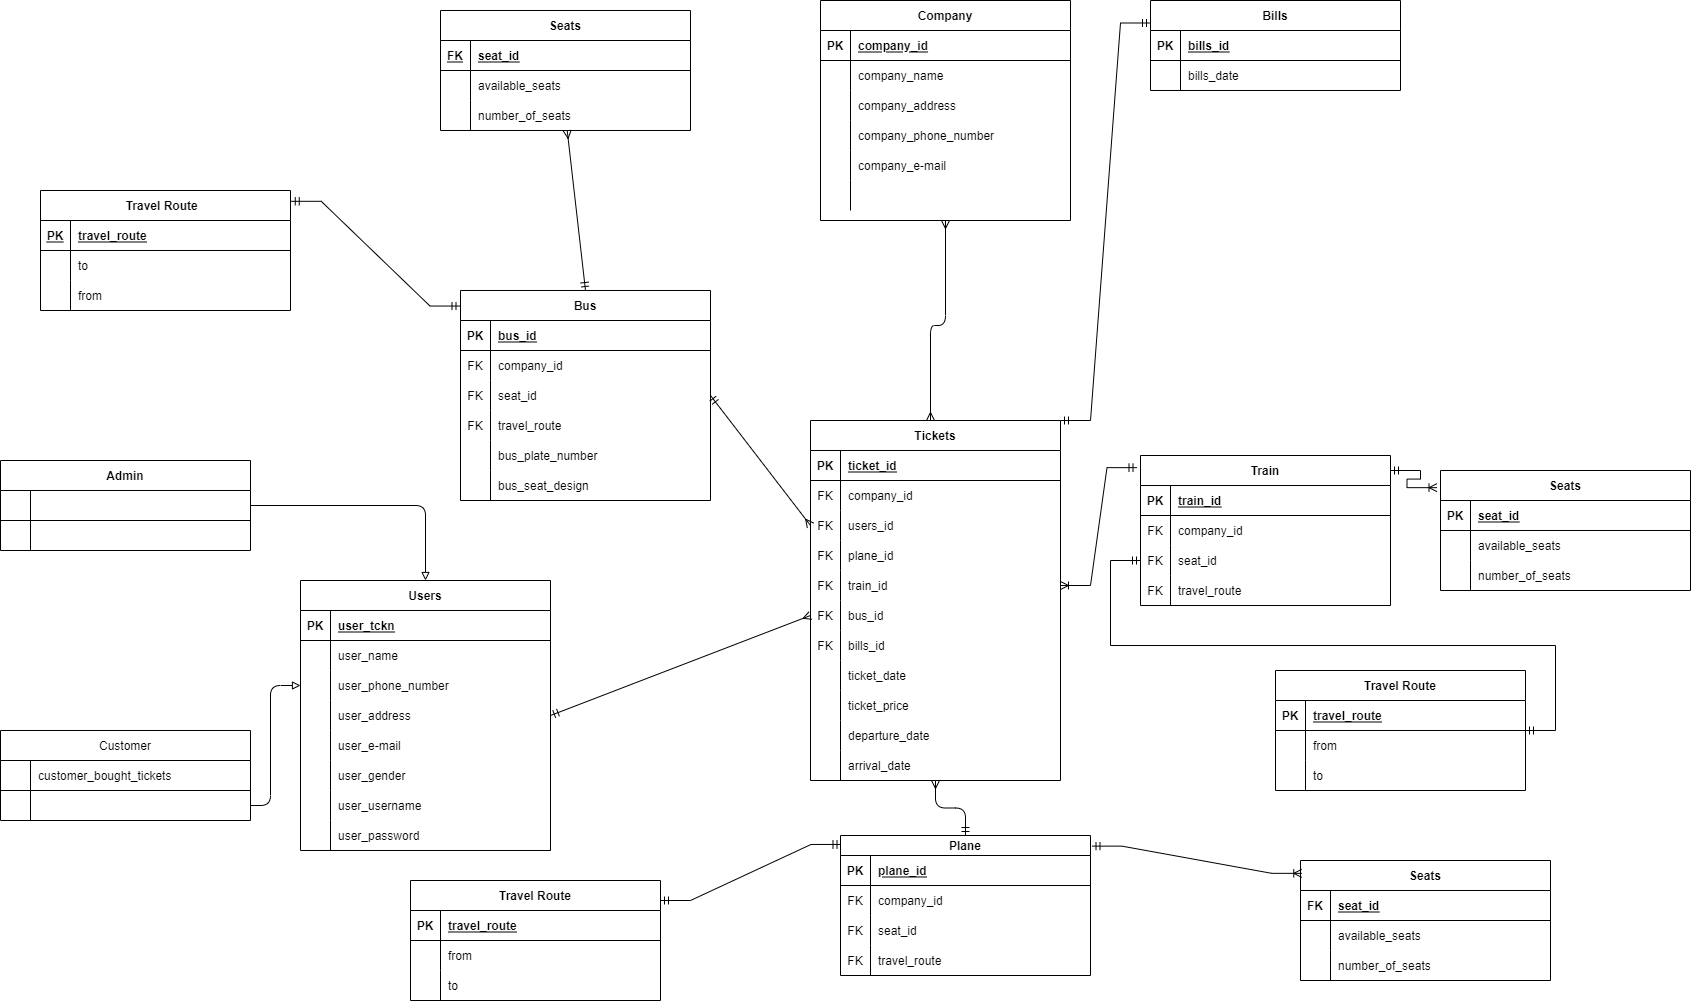 Seats
FK seat_id
available_seats
number_of_seats
Company
PK company_id
company_name
company_address
company_phone_number
company_e-mail
Bills
PK bills_id
bills_date
Travel Route
PK travel_route
to
from
Bus
PK bus_id
FK company_id
FK seat_id
FK travel_route
bus_plate_number
bus_seat_design
Tickets
PK ticket_id
FK company_id
FK users_id
FK plane_id
FK train_id
FK bus_id
FK bills_id
ticket_date
ticket_price
departure_date
arrival_date
Train
PK train_id
FK company_id
FK seat_id
FK travel_route
Seats
PK seat_id
available_seats
number_of_seats
Admin
Users
PK user_tckn
user_name
user_phone_number
user_address
user_e-mail
user_gender
user_username
user_password
Customer
customer_bought_tickets
Travel Route
PK travel_route
from
to
Travel Route
PK travel_route
from
to
Plane
PK plane_id
FK company_id
FK seat_id
FK travel_route
Seats
FK seat_id
available_seats
number_of_seats